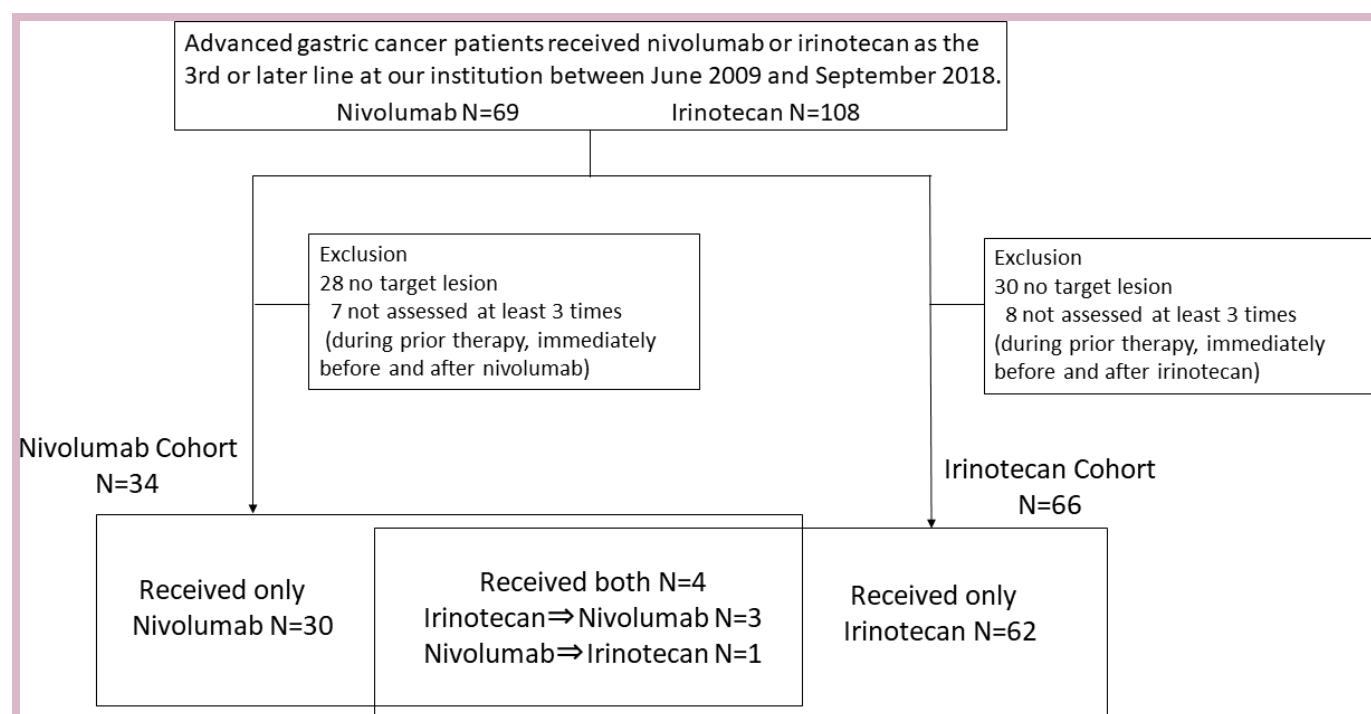 Advanced gastric cancer patients received nivolumab or irinotecan as the
3rd or later line at our institution between June 2009 and September 2018.
Nivolumab N=69 Irinotecan N=108
Exclusion
28 no target lesion
7 not assessed at least 3 times
(during prior therapy, immediately
before and after nivolumab)
Exclusion
30 no target lesion
8 not assessed at least 3 times
(during prior therapy, immediately
before and after irinotecan)
Nivolumab Cohort
N=34
Irinotecan Cohort
N=66
Received only
Nivolumab N=30
Received both N=4
Irinotecan⇒Nivolumab N=3
Nivolumab⇒Irinotecan N=1
Received only
Irinotecan N=62